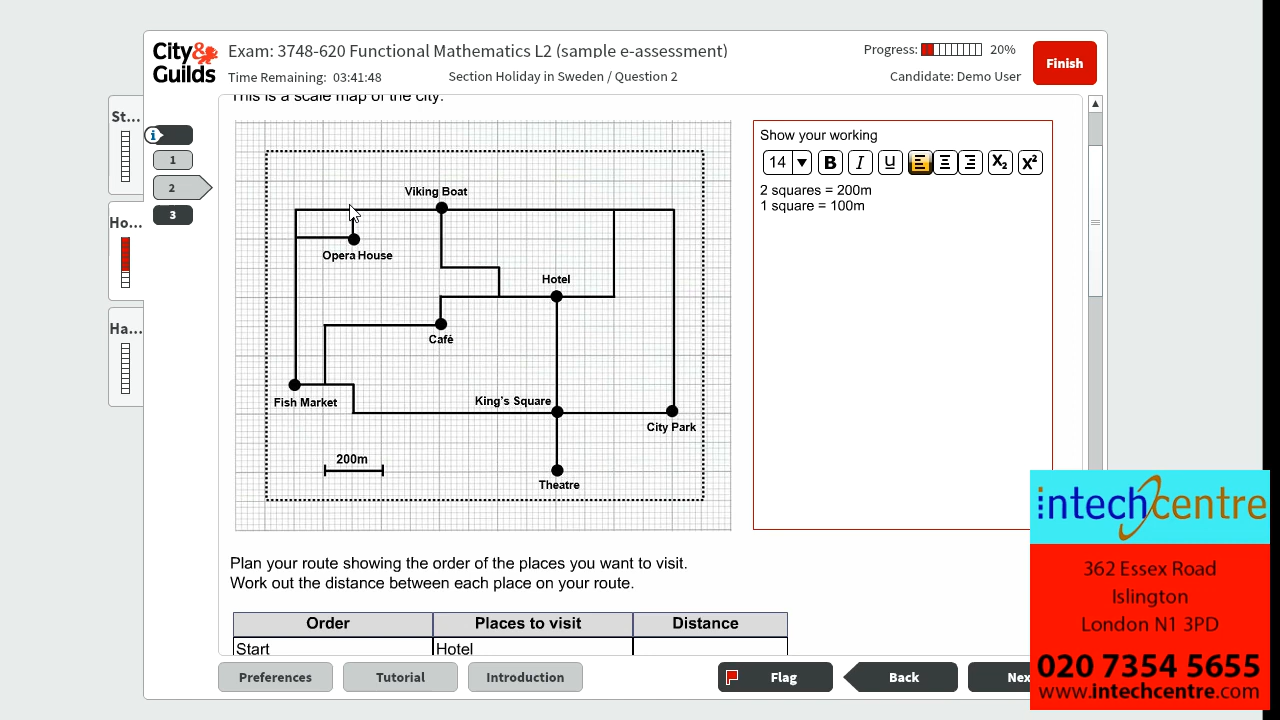 City&
Guilds
Exam: 3748-620 Functional Mathematics L2 (sample e-assessment)
Progress: 20%
Finish
Time Remaining: 03:41:48
Section Holiday in Sweden / Question 2
Candidate: Demo User
St...
1
2
3
Ho...
Ha...
This is a scale map of the city.
Viking Boat
Opera House
Hotel
Café
Fish Market
King's Square
City Park
200m
Theatre
Show your working
14 B I U X2 X2
2 squares = 200m
1 square = 100m
Plan your route showing the order of the places you want to visit.
Work out the distance between each place on your route.
Order Places to visit Distance
Start Hotel
Preferences Tutorial Introduction Flag Back Nex
intechcentre
362 Essex Road
Islington
London N1 3PD
020 7354 5655
www.intechcentre.com